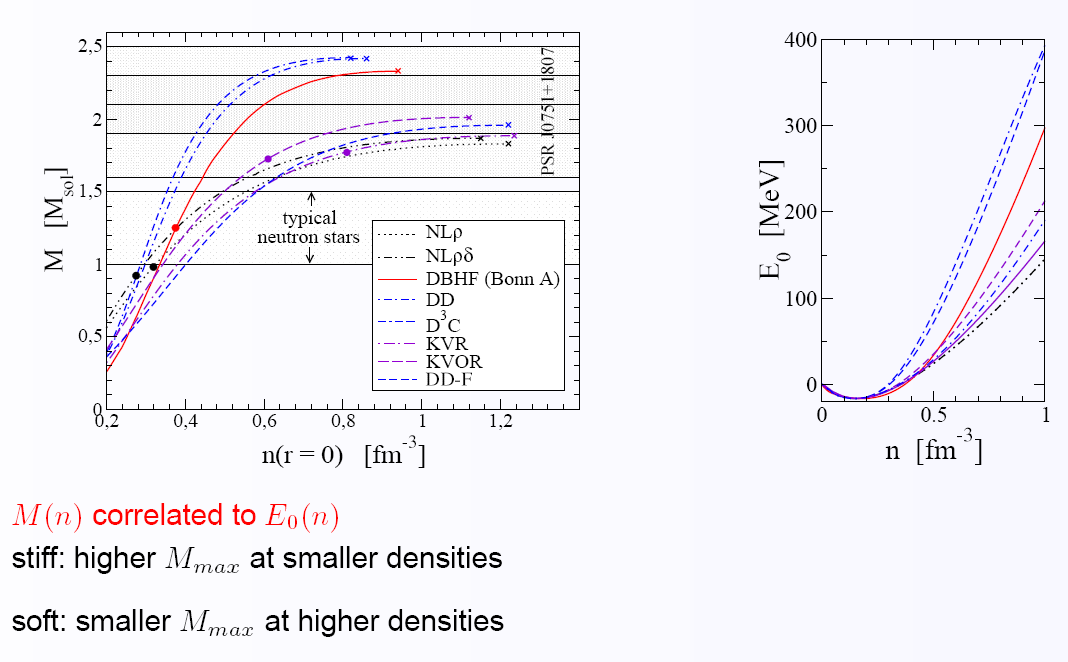 2,5
2
1,5
1
0,5
0
M [M_sol]
0,2 0,4 0,6 0,8 1 1,2
n(r = 0) [fm^-3]
PSR J0751+1807
typical
neutron stars
NLρ
NLρδ
DBHF (Bonn A)
DD
D^3C
KVR
KVOR
DD-F
400
300
200
100
0
E_0 [MeV]
0 0.5 1
n [fm^-3]
M(n) correlated to E_0(n)
stiff: higher M_max at smaller densities
soft: smaller M_max at higher densities